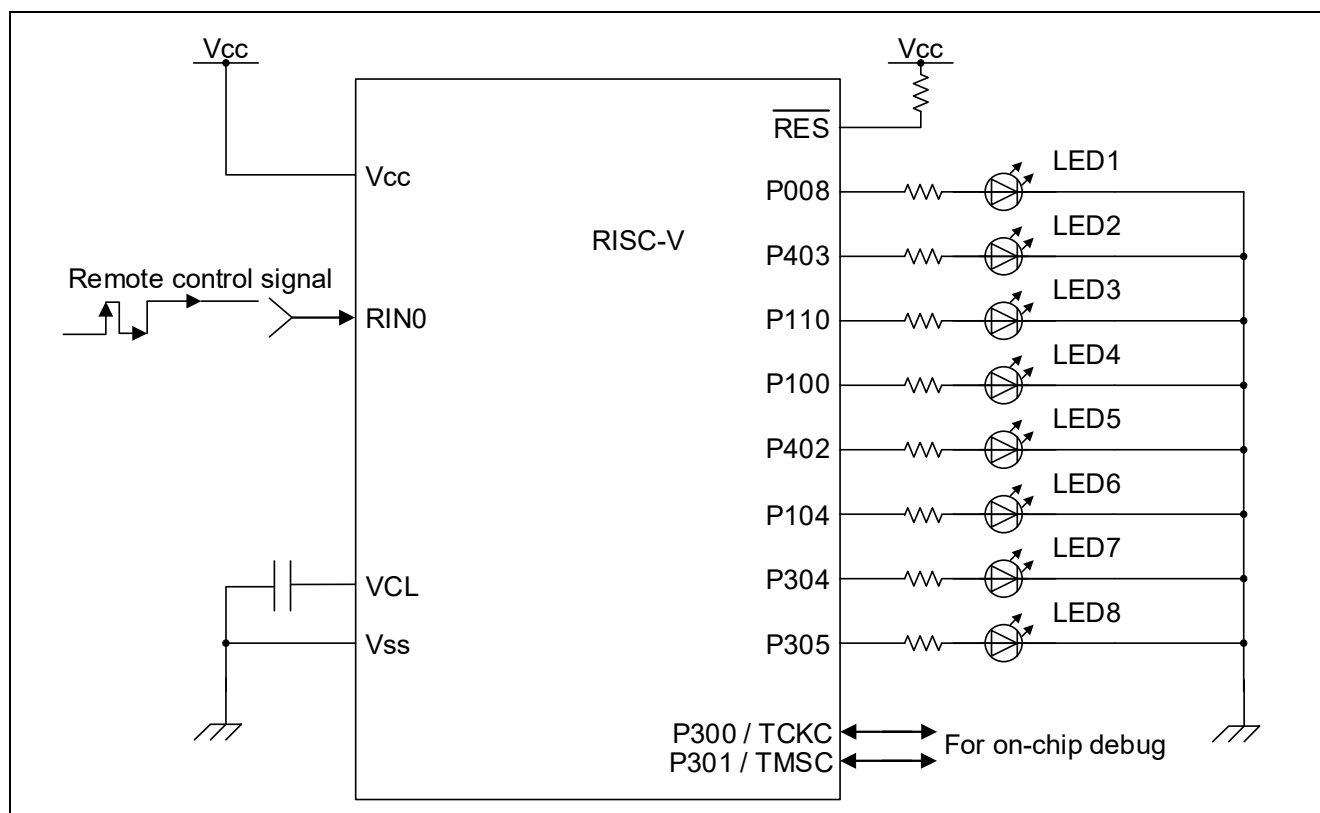 Vcc
Vcc
RES
Vcc
P008
LED1
RISC-V
P403
LED2
Remote control signal
RIN0
P110
LED3
P100
LED4
P402
LED5
P104
LED6
VCL
P304
LED7
Vss
P305
LED8
P300 / TCKC
P301 / TMSC
For on-chip debug